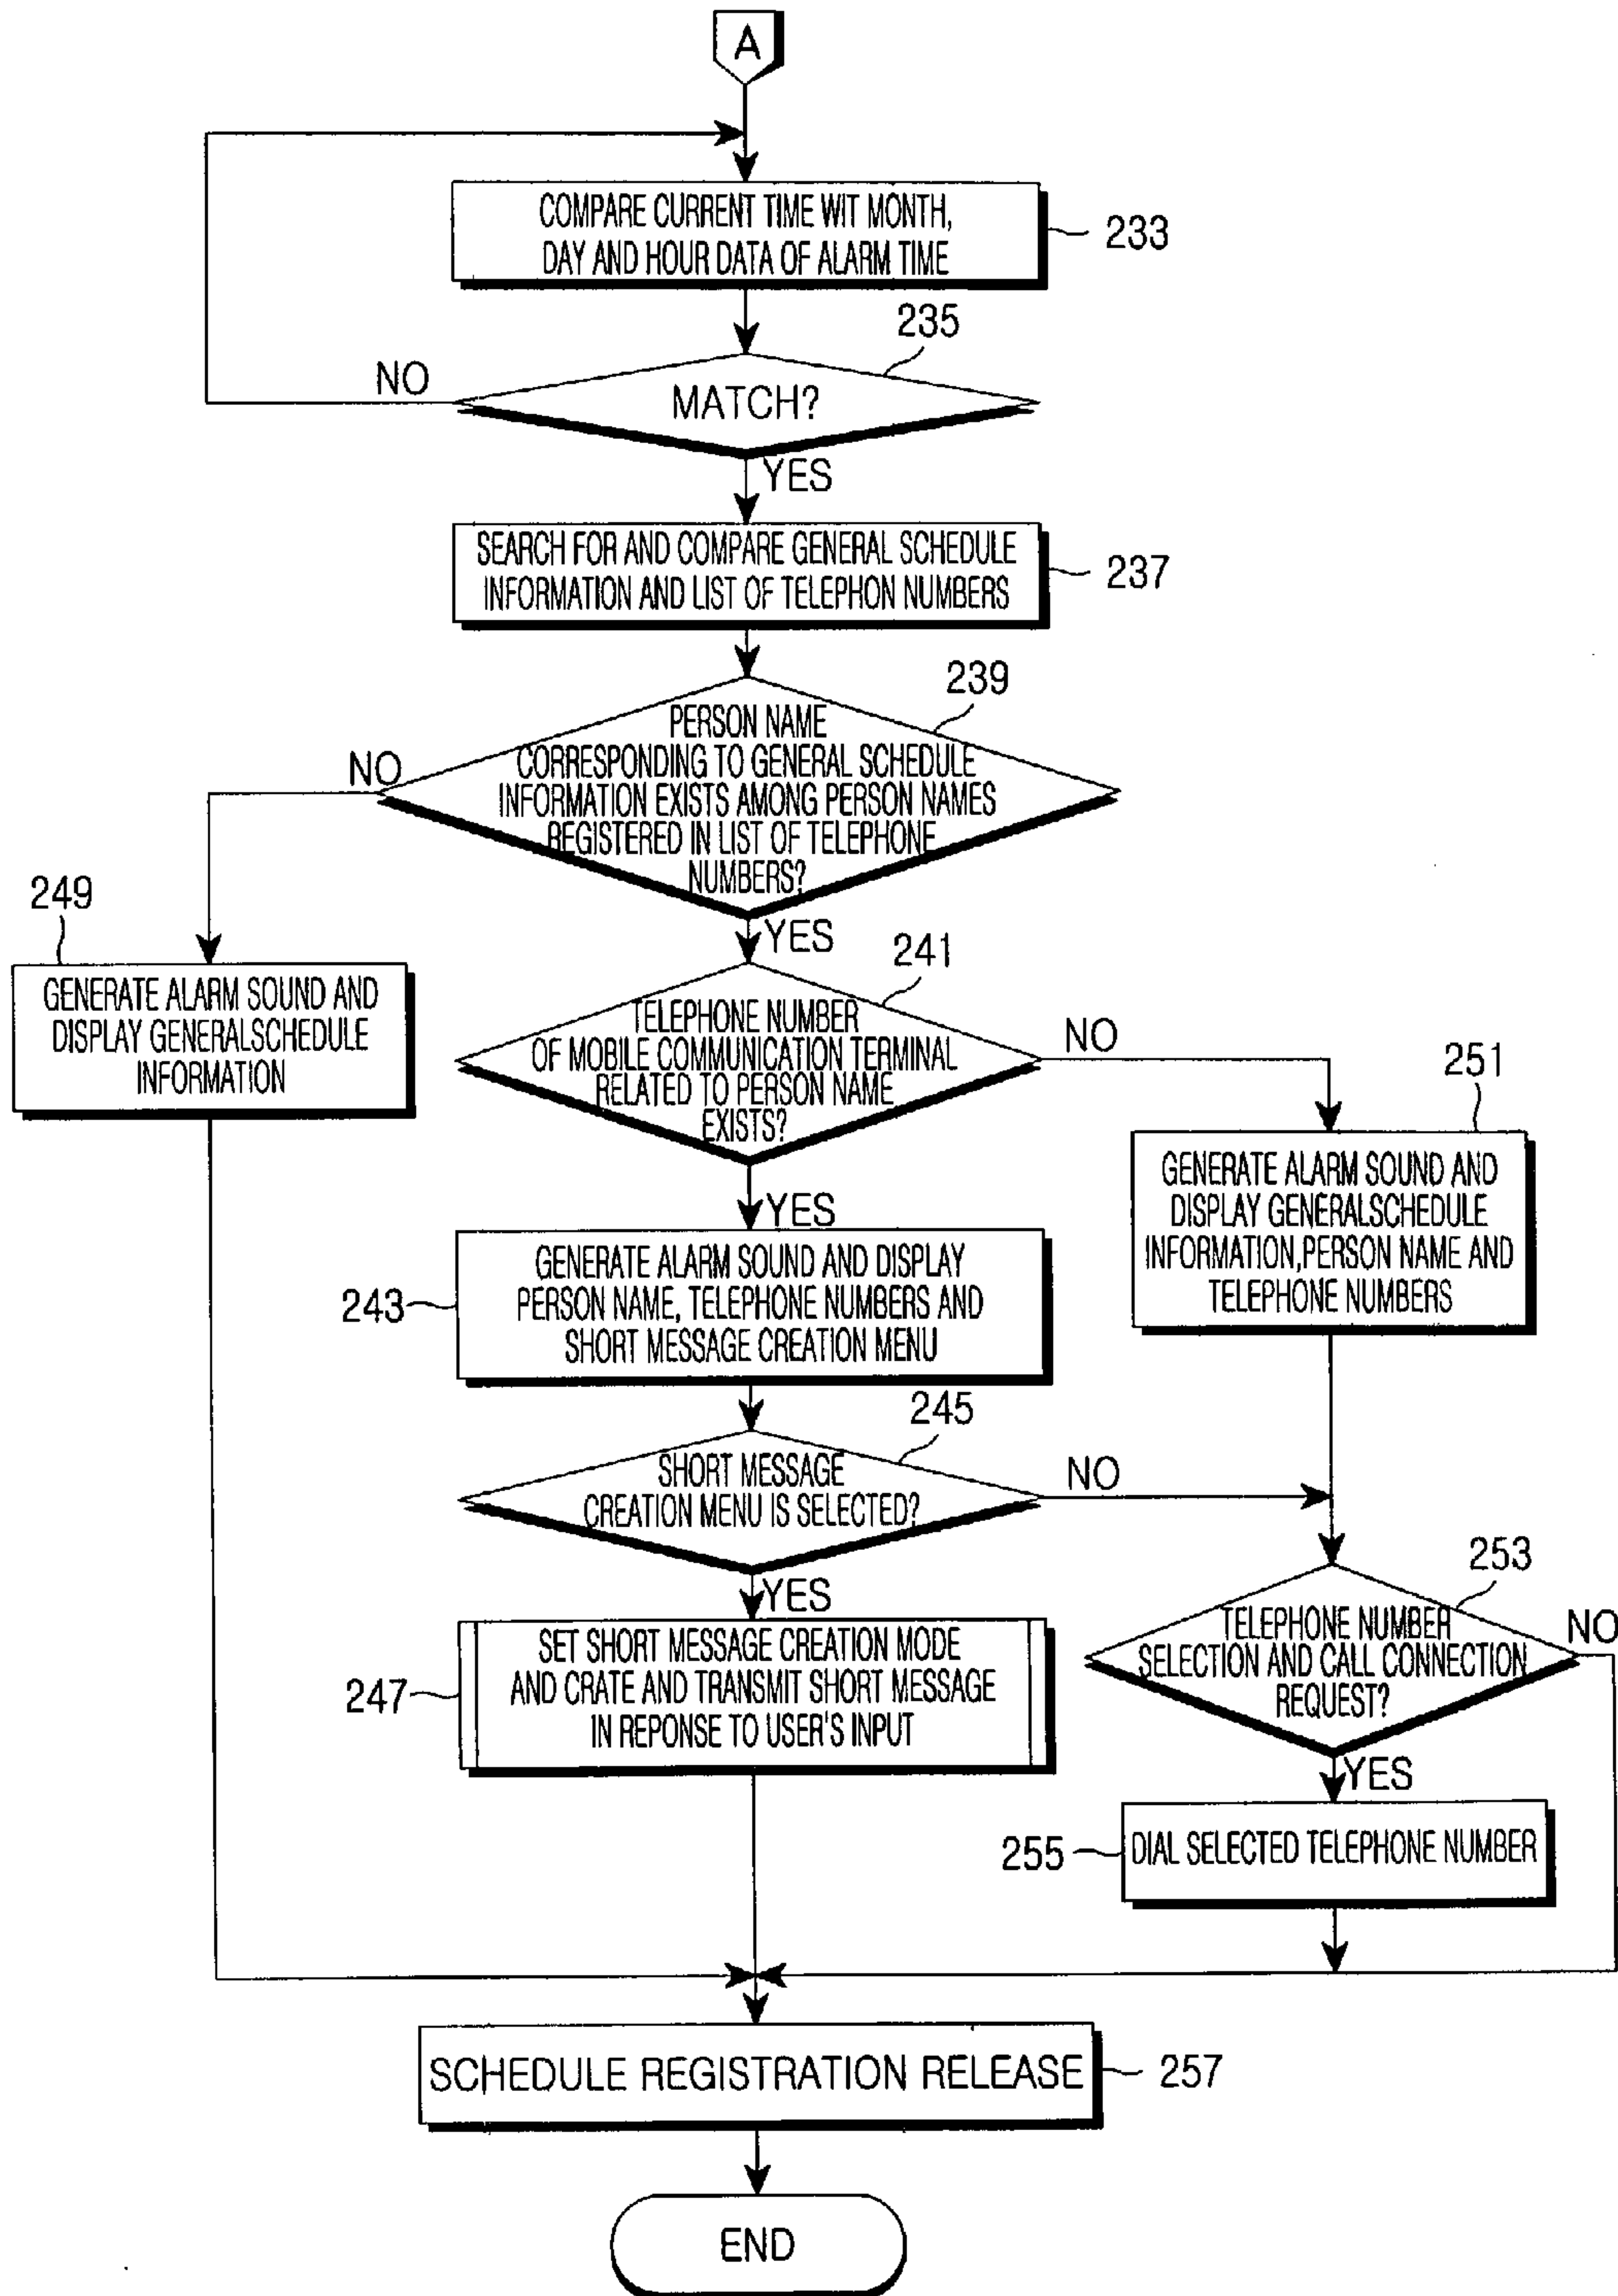 A
COMPARE CURRENT TIME WIT MONTH,
DAY AND HOUR DATA OF ALARM TIME
233
235
NO
MATCH?
YES
SEARCH FOR AND COMPARE GENERAL SCHEDULE
INFORMATION AND LIST OF TELEPHON NUMBERS
237
239
PERSON NAME
CORRESPONDING TO GENERAL SCHEDULE
INFORMATION EXISTS AMONG PERSON NAMES
REGISTERED IN LIST OF TELEPHONE
NUMBERS?
NO
YES
249
GENERATE ALARM SOUND AND
DISPLAY GENERALSCHEDULE
INFORMATION
241
TELEPHONE NUMBER
OF MOBILE COMMUNICATION TERMINAL
RELATED TO PERSON NAME
EXISTS?
NO
YES
251
GENERATE ALARM SOUND AND
DISPLAY GENERALSCHEDULE
INFORMATION,PERSON NAME AND
TELEPHONE NUMBERS
243
GENERATE ALARM SOUND AND DISPLAY
PERSON NAME, TELEPHONE NUMBERS AND
SHORT MESSAGE CREATION MENU
245
SHORT MESSAGE
CREATION MENU IS SELECTED?
NO
YES
253
TELEPHONE NUMBER
SELECTION AND CALL CONNECTION
REQUEST?
NO
YES
247
SET SHORT MESSAGE CREATION MODE
AND CRATE AND TRANSMIT SHORT MESSAGE
IN REPONSE TO USER'S INPUT
255
DIAL SELECTED TELEPHONE NUMBER
SCHEDULE REGISTRATION RELEASE
257
END